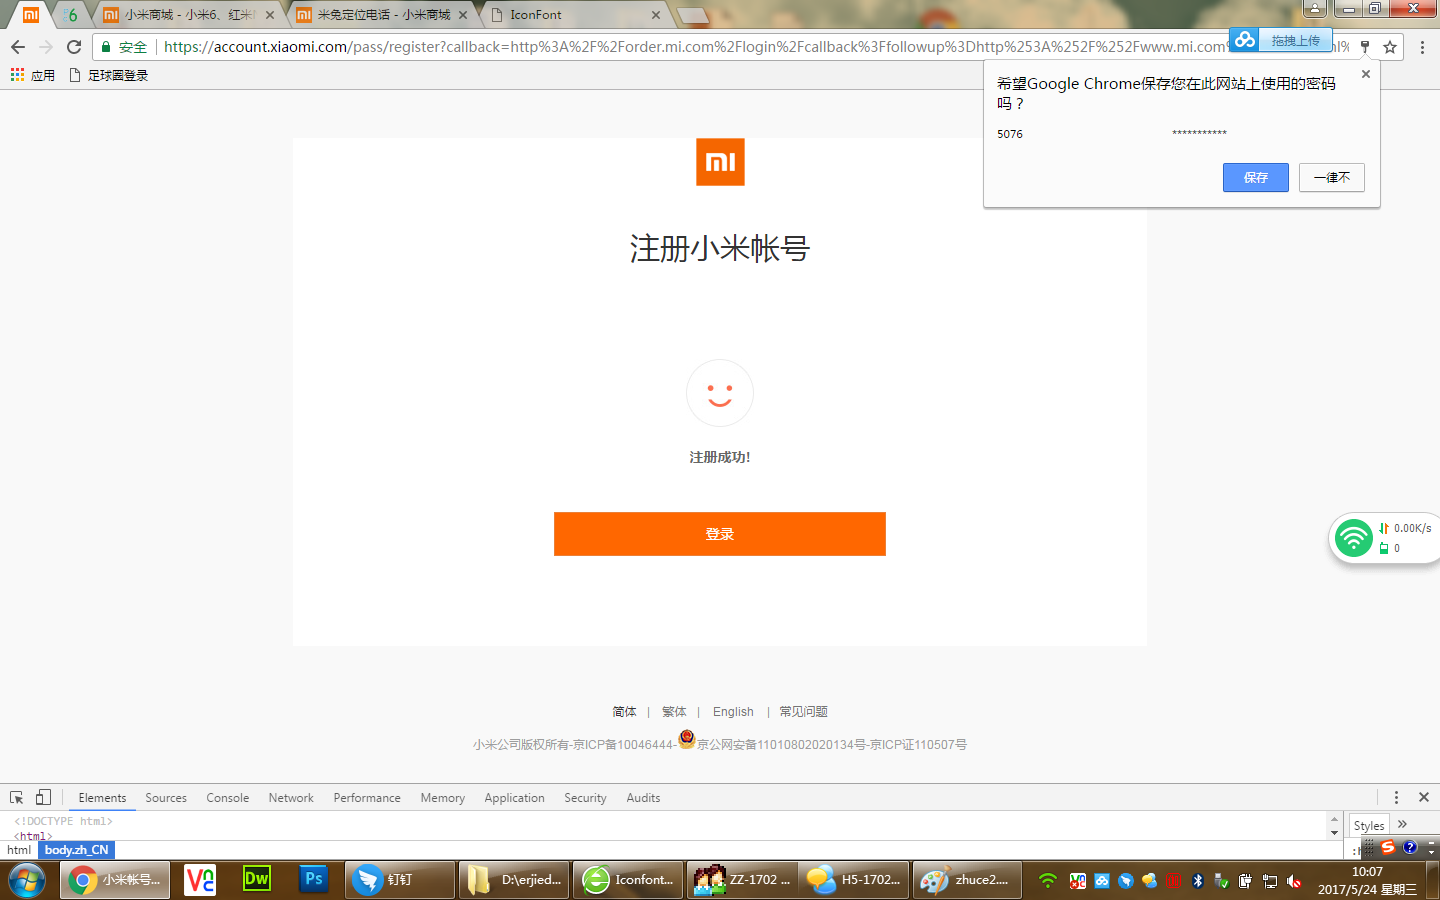 小米商城 - 小米6、红米
米兔定位电话 - 小米商城
IconFont
安全
https://account.xiaomi.com/pass/register?callback=http%3A%2F%2Forder.mi.com%2Flogin%2Fcallback%3Ffollowup%3Dhttp%253A%252F%252Fwww.mi.com%
拖拽上传
应用
足球圈登录
希望Google Chrome保存您在此网站上使用的密码
吗？
5076 ***********
保存
一律不
mi
注册小米帐号
注册成功!
登录
0.00K/s
0
简体 | 繁体 | English | 常见问题
小米公司版权所有-京ICP备10046444-京公网安备11010802020134号-京ICP证110507号
Elements Sources Console Network Performance Memory Application Security Audits
<!DOCTYPE html>
<html>
Styles
html body.zh_CN
小米帐号...
Dw
Ps
钉钉
D:\erjied...
Iconfont...
ZZ-1702 ...
H5-1702...
zhuce2....
10:07
2017/5/24 星期三